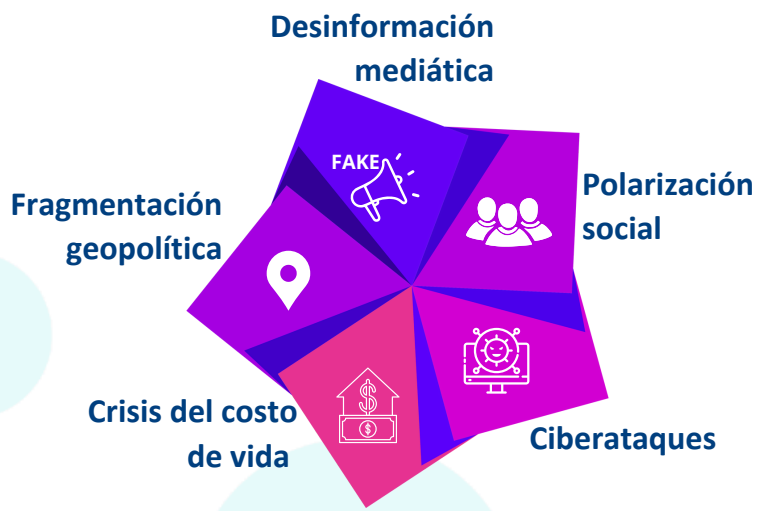 Desinformación
mediática
FAKE
Polarización
social
Fragmentación
geopolítica
Crisis del costo
de vida
Ciberataques